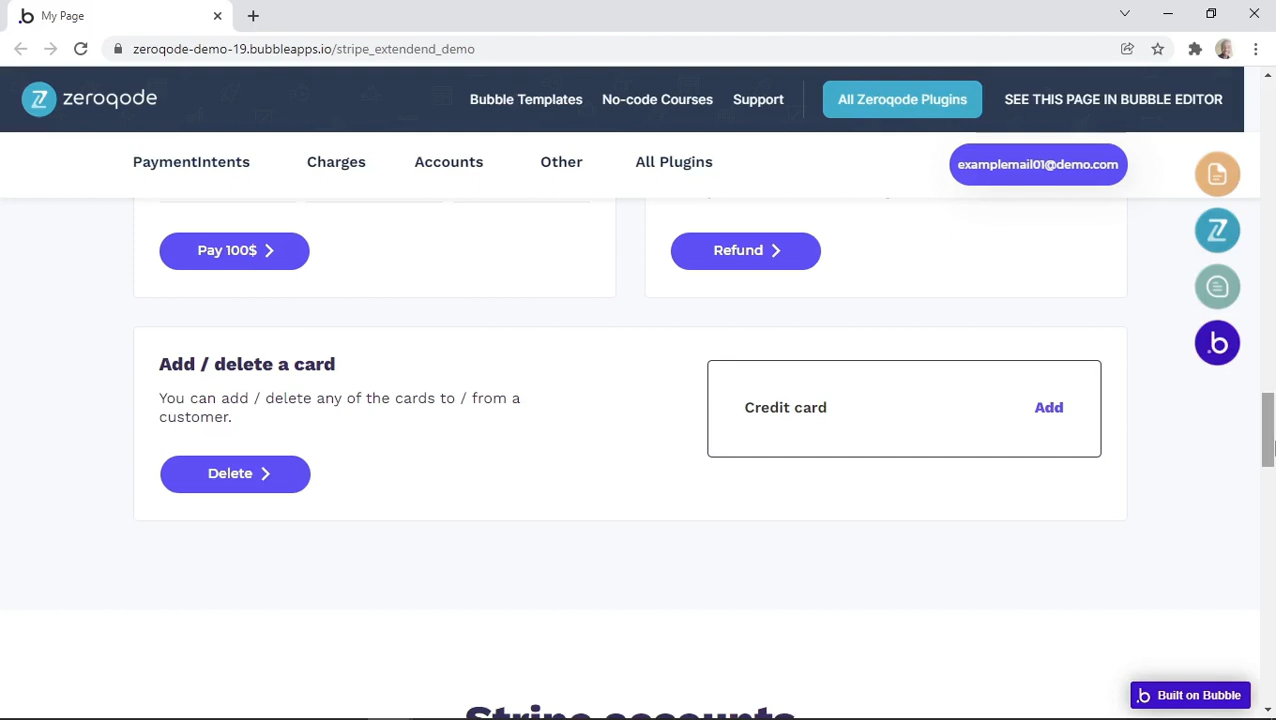 My Page
zeroqode-demo-19.bubbleapps.io/stripe_extendend_demo
zeroqode
Bubble Templates No-code Courses Support All Zeroqode Plugins SEE THIS PAGE IN BUBBLE EDITOR
PaymentIntents Charges Accounts Other All Plugins examplemail01@demo.com
Pay 100$ Refund
Add / delete a card
You can add / delete any of the cards to / from a
customer.
Credit card Add
Delete
Built on Bubble
Stripe accounts